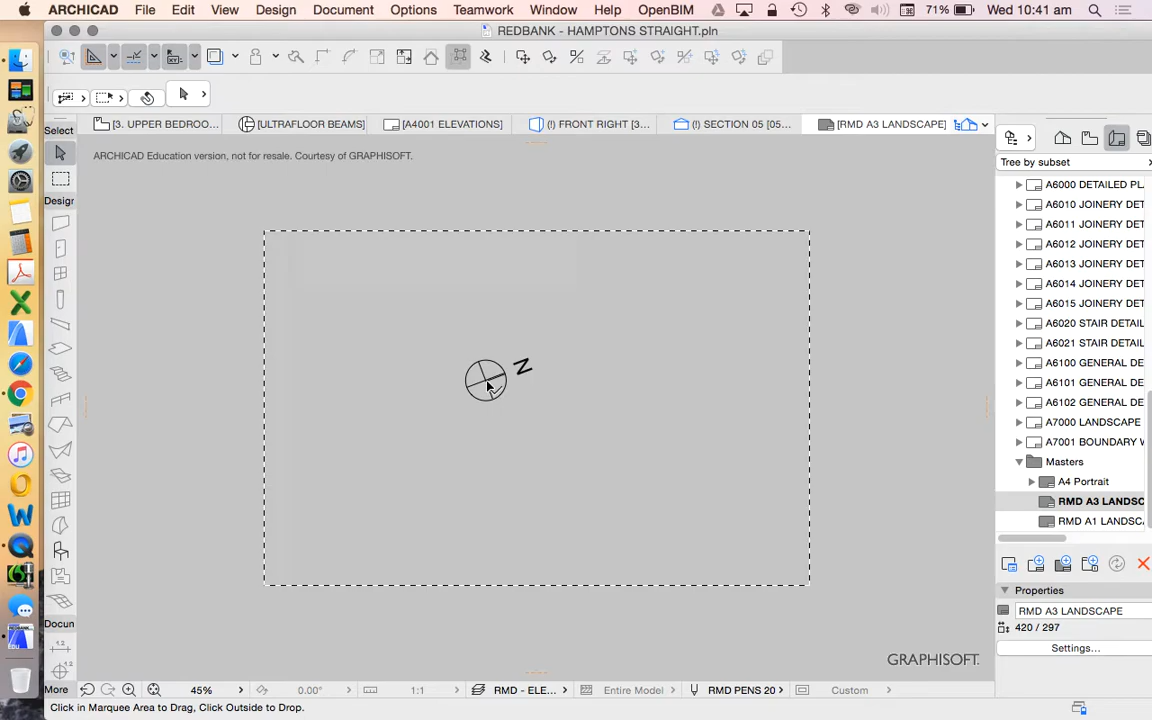 ARCHICAD File Edit View Design Document Options Teamwork Window Help OpenBIM 71% Wed 10:41 am
REDBANK - HAMPTONS STRAIGHT.pln
[3. UPPER BEDROO... [ULTRAFLOOR BEAMS] [A4001 ELEVATIONS] (!) FRONT RIGHT [3... (!) SECTION 05 [05... [RMD A3 LANDSCAPE]
Select
ARCHICAD Education version, not for resale. Courtesy of GRAPHISOFT.
Tree by subset
A6000 DETAILED PL
Design
A6010 JOINERY DET
A6011 JOINERY DET
A6012 JOINERY DET
A6013 JOINERY DET
A6014 JOINERY DET
A6015 JOINERY DET
A6020 STAIR DETAIL
A6021 STAIR DETAIL
A6100 GENERAL DE
N
A6101 GENERAL DE
A6102 GENERAL DE
A7000 LANDSCAPE
A7001 BOUNDARY W
Masters
A4 Portrait
RMD A3 LANDSC
RMD A1 LANDSC
Properties
RMD A3 LANDSCAPE
Docun
1.2
420 / 297
Settings...
GRAPHISOFT.
1.2
More 45% 0.00° 1:1 RMD - ELE... Entire Model RMD PENS 20 Custom
Click in Marquee Area to Drag, Click Outside to Drop.